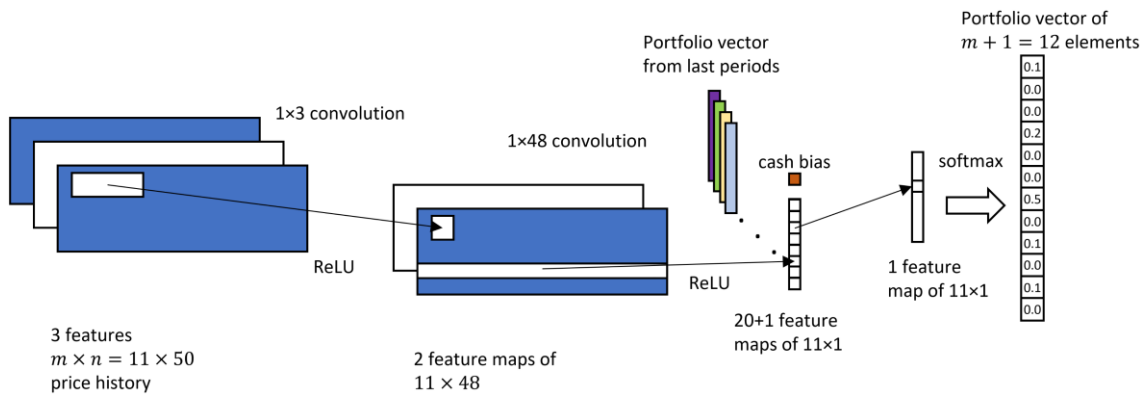 Portfolio vector of
m + 1 = 12 elements
Portfolio vector
from last periods
1×3 convolution
1×48 convolution
cash bias
softmax
0.1
0.0
0.0
0.2
0.0
0.0
0.5
0.0
0.1
0.0
0.1
0.0
ReLU
ReLU
1 feature
map of 11×1
20+1 feature
maps of 11×1
3 features
m × n = 11 × 50
price history
2 feature maps of
11 × 48